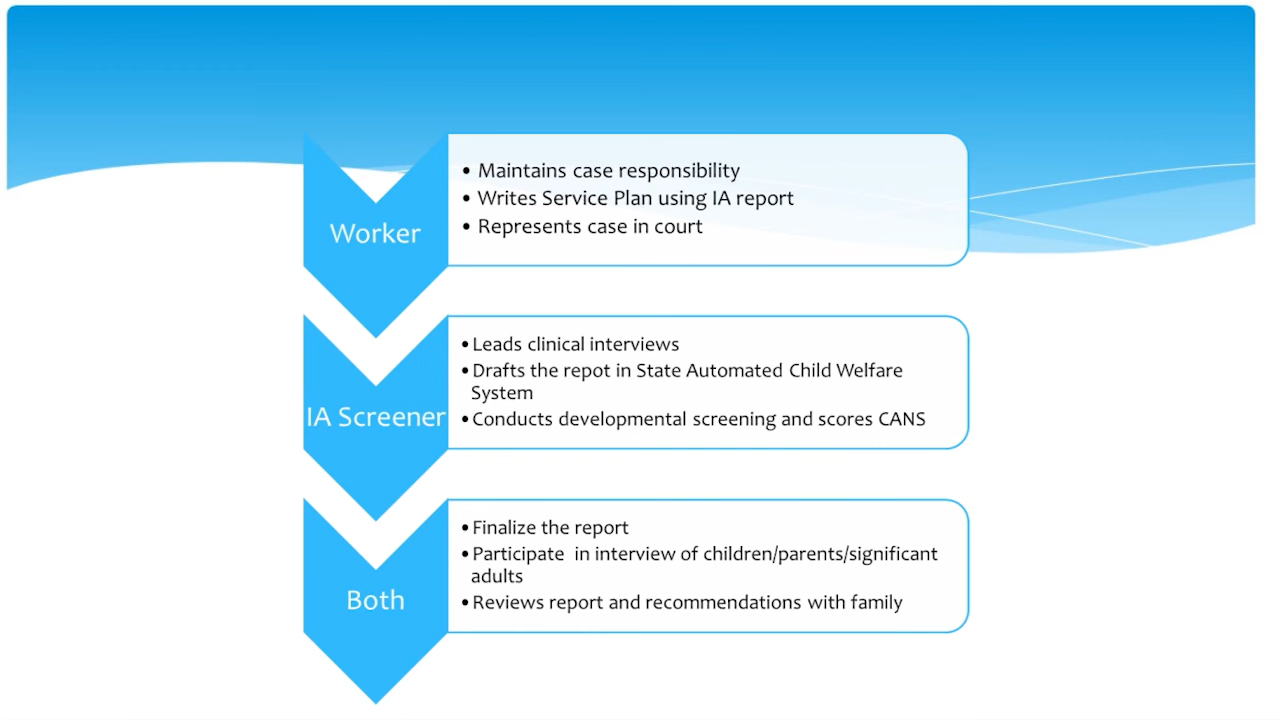 Worker
• Maintains case responsibility
• Writes Service Plan using IA report
• Represents case in court
IA Screener
•Leads clinical interviews
•Drafts the repot in State Automated Child Welfare
System
•Conducts developmental screening and scores CANS
Both
•Finalize the report
•Participate  in interview of children/parents/significant
adults
•Reviews report and recommendations with family